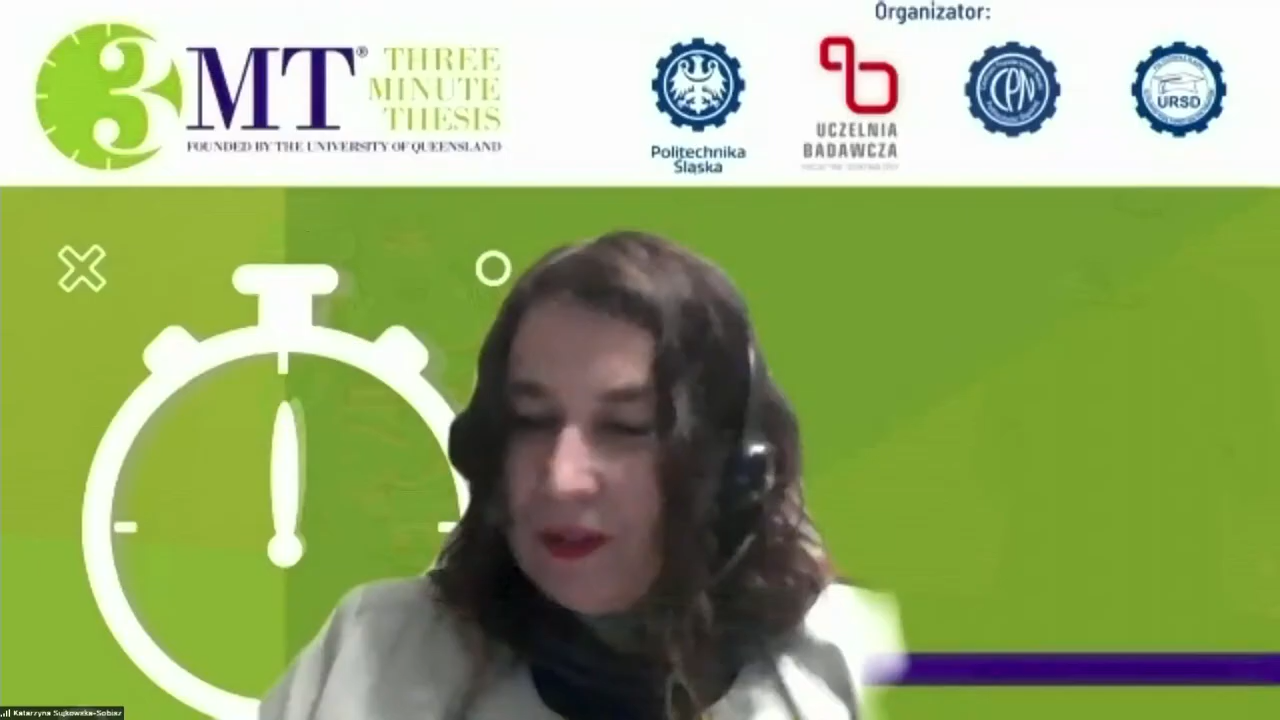 Organizator:
3MT® THREE
MINUTE
THESIS
FOUNDED BY THE UNIVERSITY OF QUEENSLAND
Politechnika
Śląska
UCZELNIA
BADAWCZA
CPN
URSD
Katarzyna Sujkowska-Sobisz